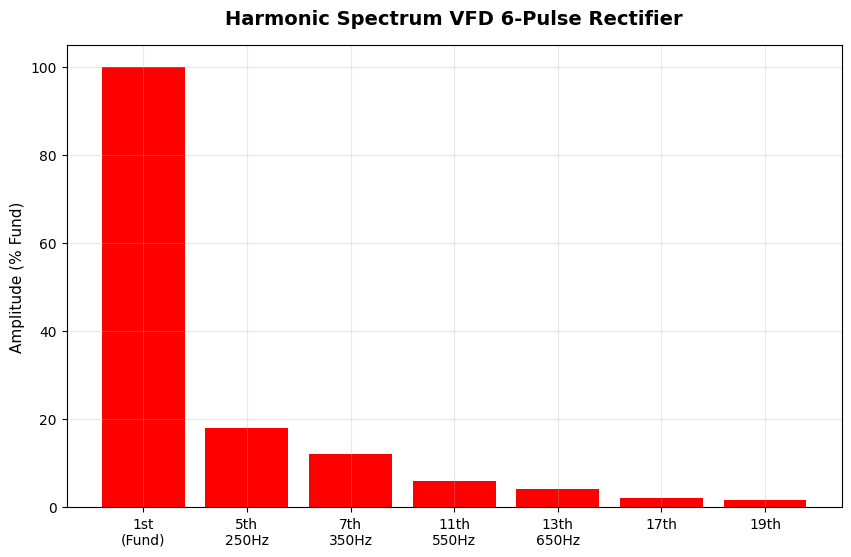 Harmonic Spectrum VFD 6-Pulse Rectifier
Amplitude (% Fund)
100
80
60
40
20
0
1st
(Fund)
5th
250Hz
7th
350Hz
11th
550Hz
13th
650Hz
17th
19th